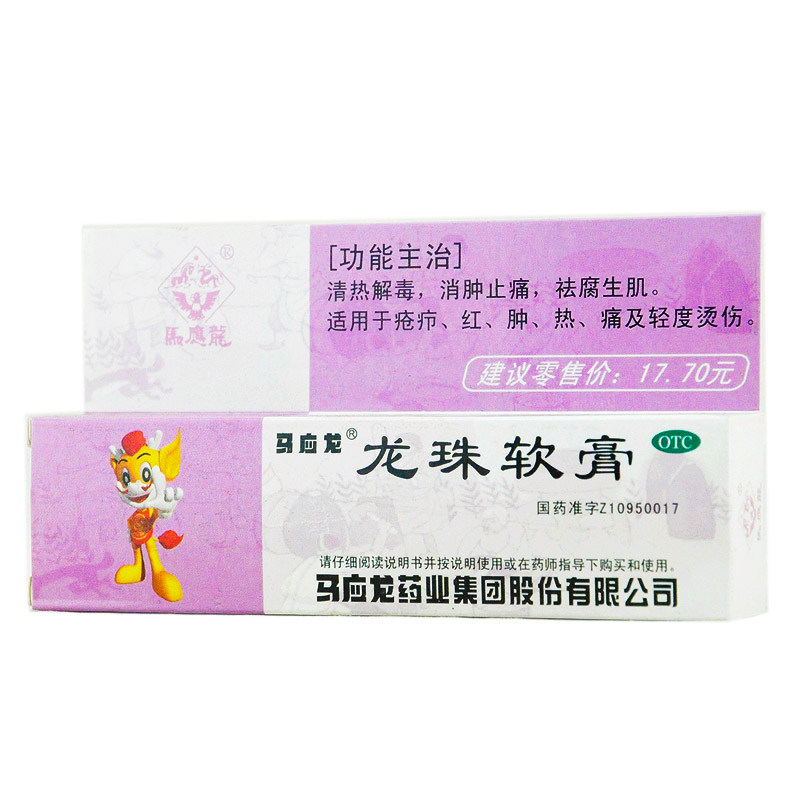 馬應龍®
[功能主治]
清热解毒，消肿止痛，祛腐生肌。
适用于疮疖、红、肿、热、痛及轻度烫伤。
建议零售价：17.70元
马应龙® 龙珠软膏 OTC
国药准字Z10950017
请仔细阅读说明书并按说明使用或在药师指导下购买和使用。
马应龙药业集团股份有限公司